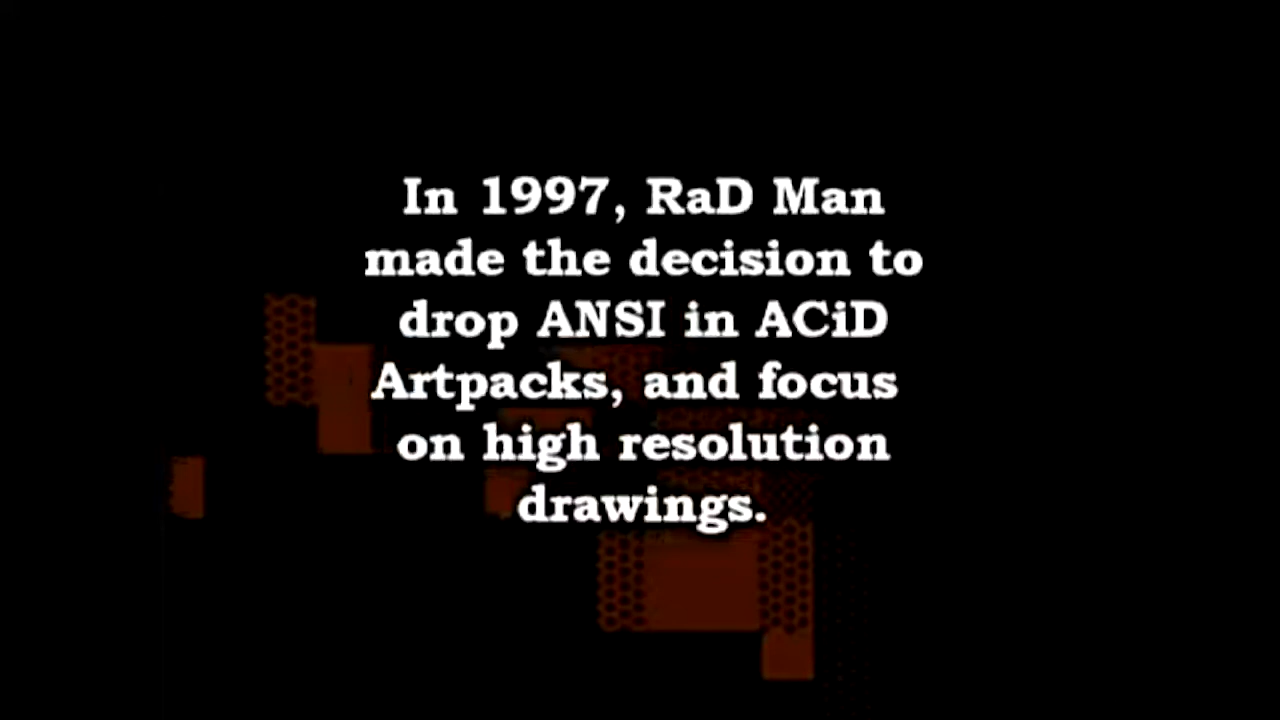 In 1997, RaD Man
made the decision to
drop ANSI in ACiD
Artpacks, and focus
on high resolution
drawings.